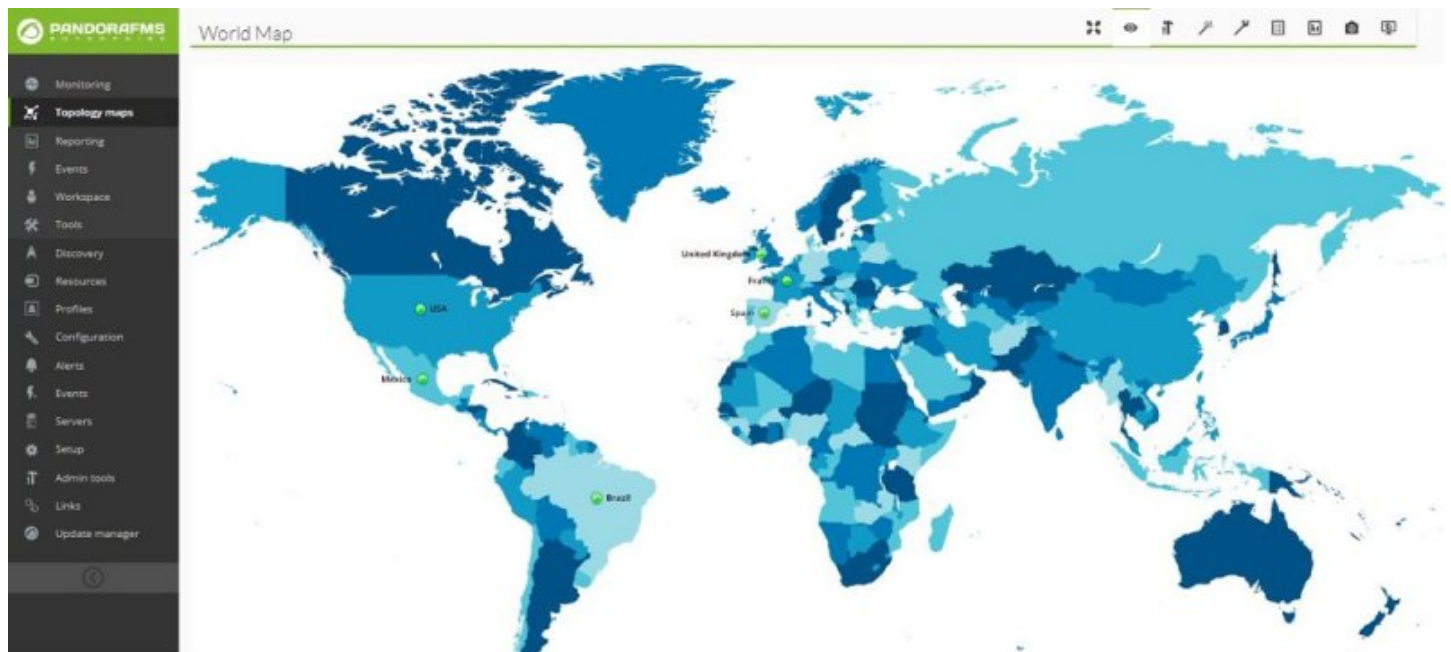 PANDORAFMS
World Map
Monitoring
Topology maps
Reporting
Events
Workspace
Tools
Discovery
Resources
Profiles
Configuration
Alerts
Events
Servers
Setup
Admin tools
Links
Update manager
United Kingdom
France
Spain
USA
Mexico
Brazil